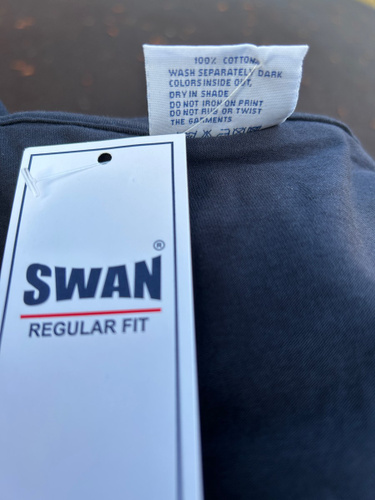 100% COTTON.
WASH SEPARATELY DARK
COLORS INSIDE OUT.
DRY IN SHADE
DO NOT IRON ON PRINT
DO NOT RUB OR TWIST
THE GARMENTS
SWAN®
REGULAR FIT